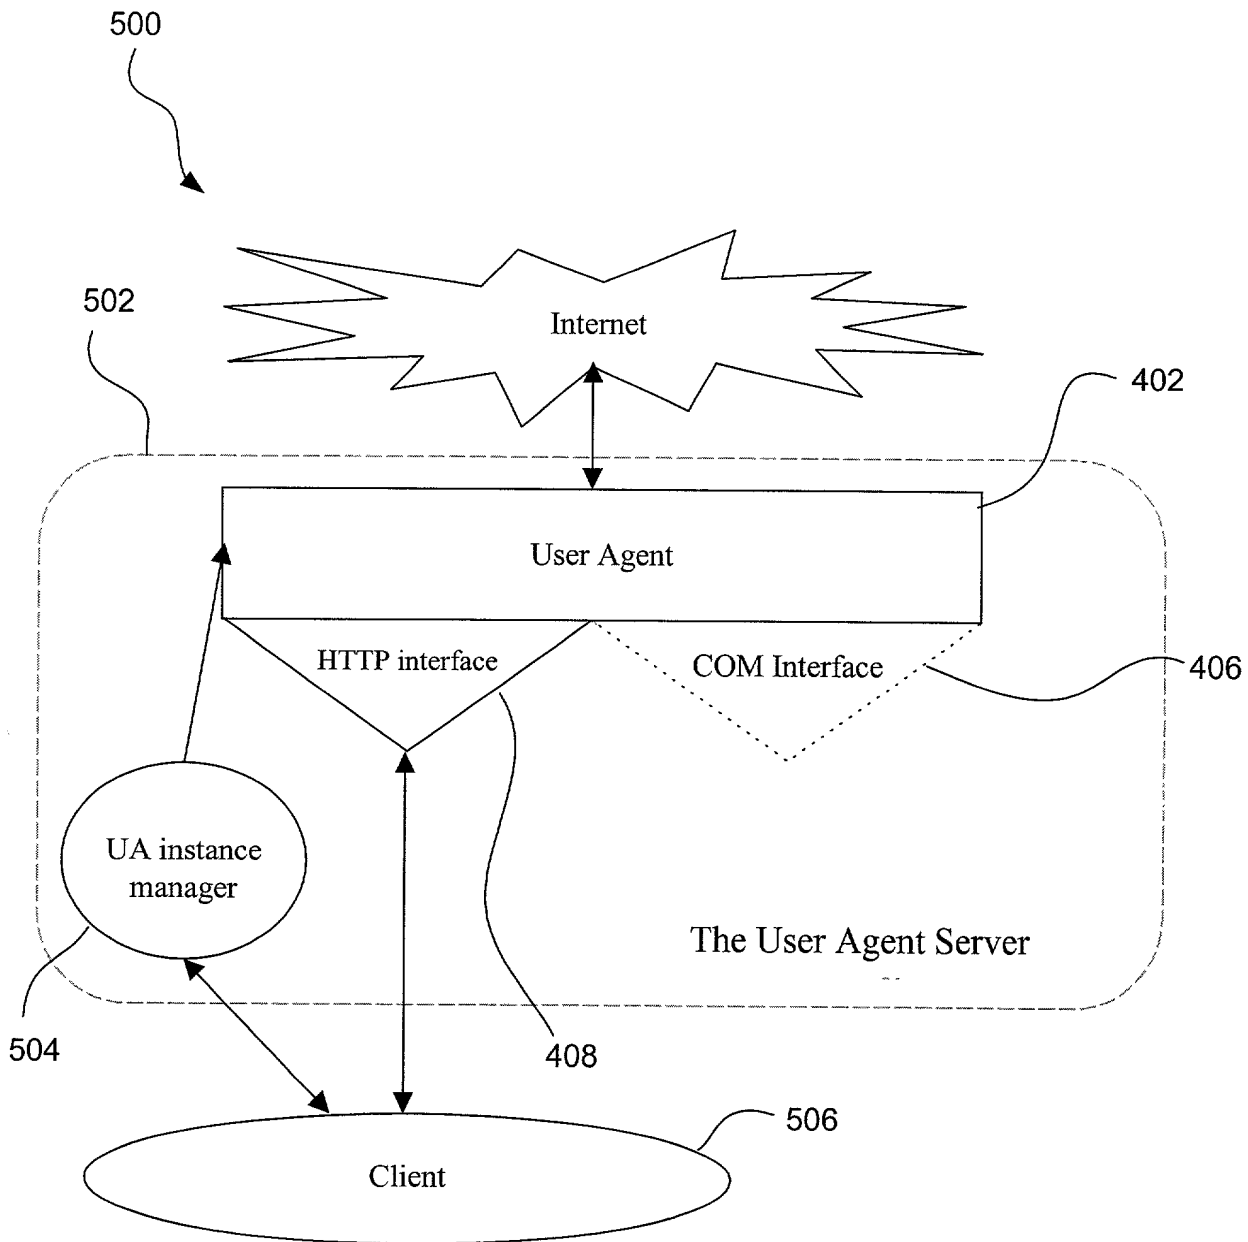 500
502
Internet
402
User Agent
HTTP interface
COM Interface
406
UA instance
manager
The User Agent Server
504
408
506
Client